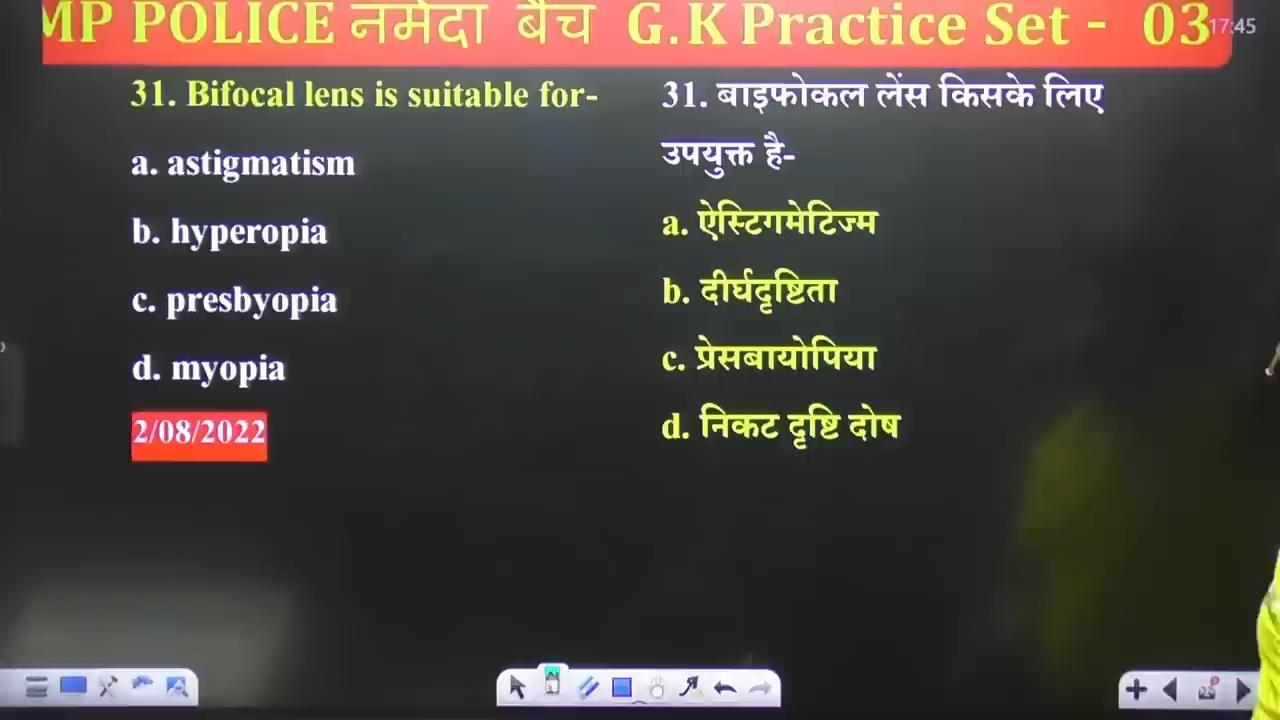 MP POLICE नर्मदा बैच G.K Practice Set - 03
17:45
31. Bifocal lens is suitable for-
a. astigmatism
b. hyperopia
c. presbyopia
d. myopia
2/08/2022
31. बाइफोकल लेंस किसके लिए
उपयुक्त है-
a. ऐस्टिगमेटिज्म
b. दीर्घदृष्टिता
c. प्रेसबायोपिया
d. निकट दृष्टि दोष